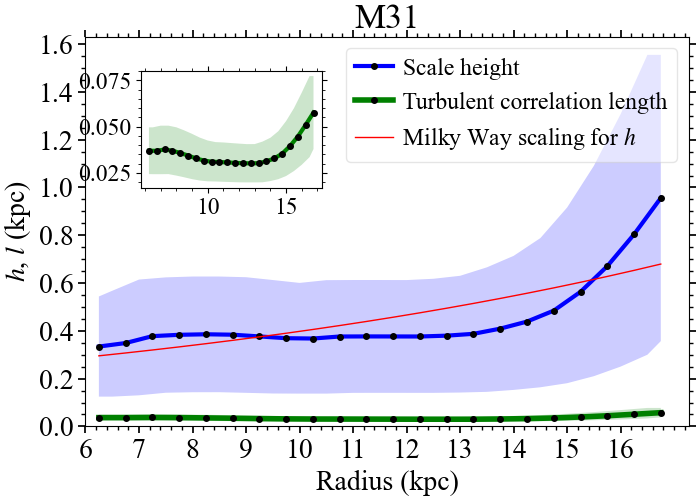 M31
1.6
1.4
1.2
1.0
0.8
0.6
0.4
0.2
0.0
h, l (kpc)
Scale height
Turbulent correlation length
Milky Way scaling for h
0.075
0.050
0.025
10 15
6 7 8 9 10 11 12 13 14 15 16
Radius (kpc)